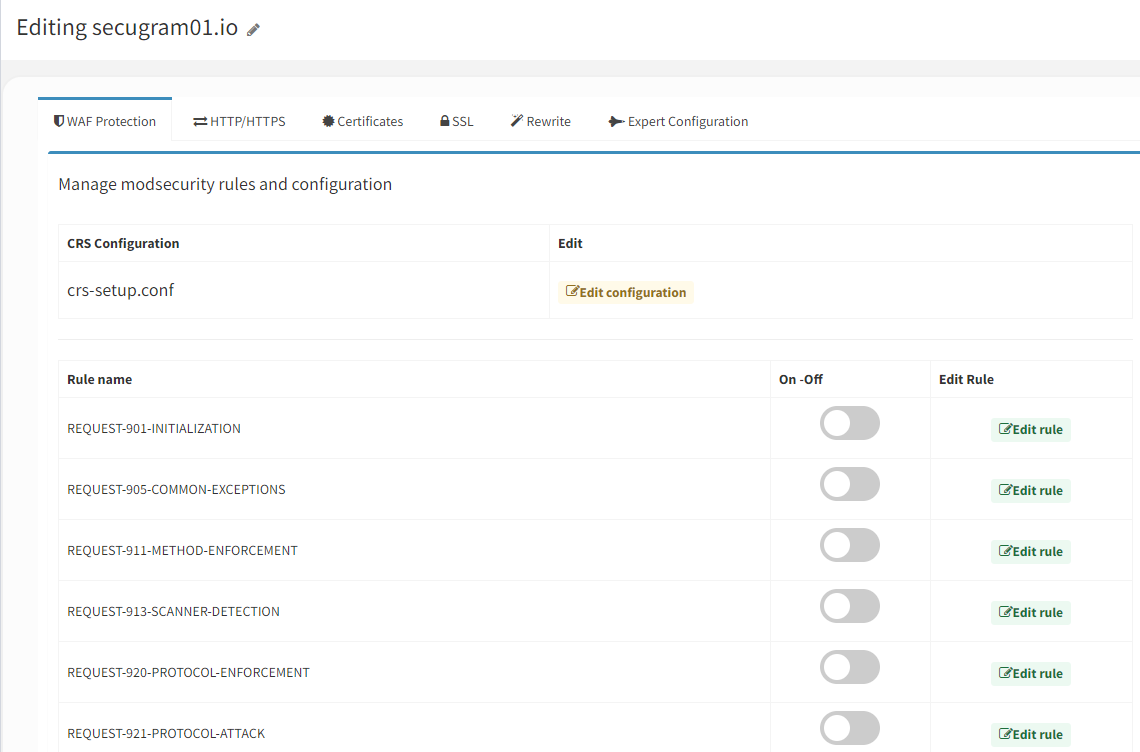 Editing secugram01.io
WAF Protection HTTP/HTTPS Certificates SSL Rewrite Expert Configuration
Manage modsecurity rules and configuration
CRS Configuration Edit
crs-setup.conf Edit configuration
Rule name On -Off Edit Rule
REQUEST-901-INITIALIZATION Edit rule
REQUEST-905-COMMON-EXCEPTIONS Edit rule
REQUEST-911-METHOD-ENFORCEMENT Edit rule
REQUEST-913-SCANNER-DETECTION Edit rule
REQUEST-920-PROTOCOL-ENFORCEMENT Edit rule
REQUEST-921-PROTOCOL-ATTACK Edit rule